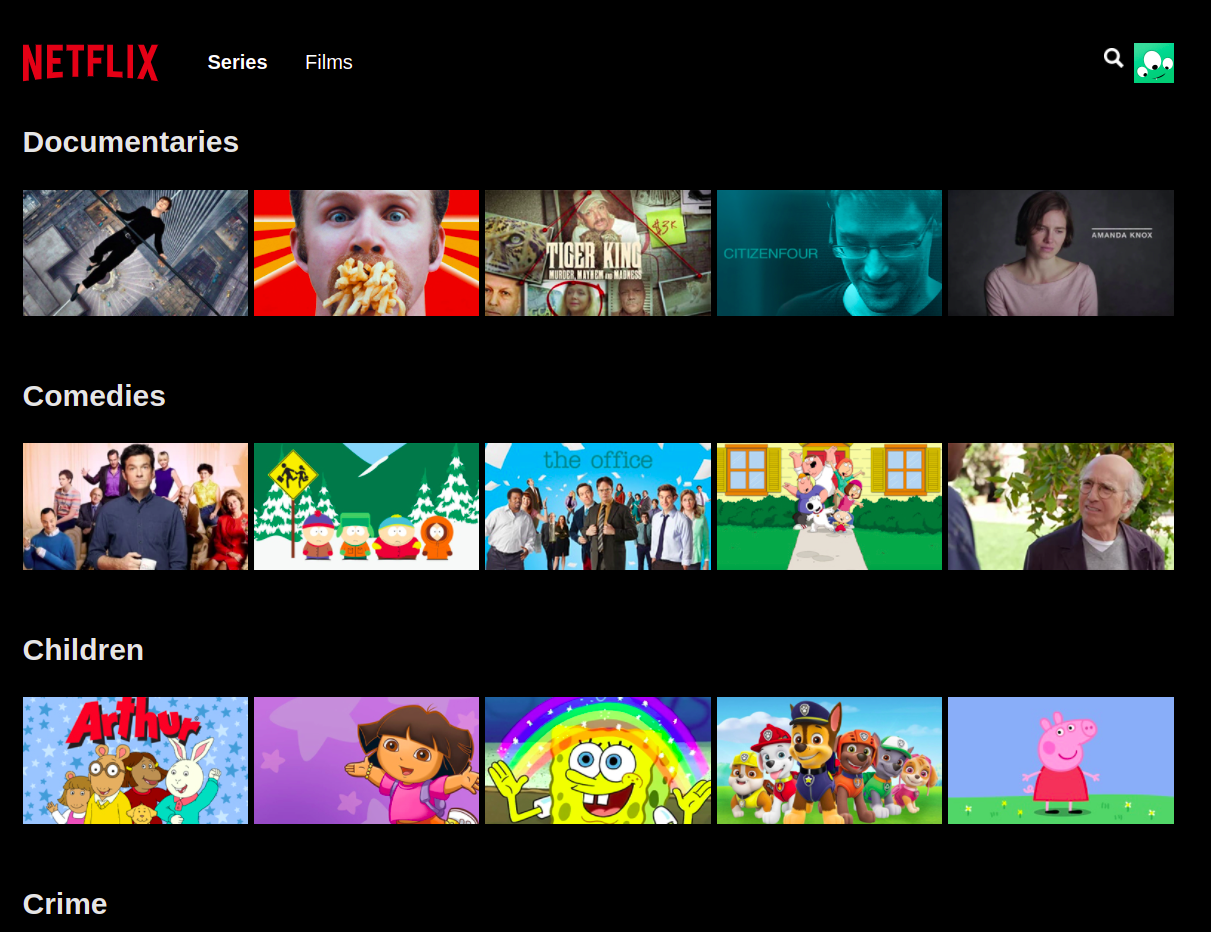 NETFLIX
Series
Films
Documentaries
TIGER KING
MURDER, MAYHEM AND MADNESS
$3K
CITIZENFOUR
AMANDA KNOX
Comedies
the office
Children
Arthur
Crime